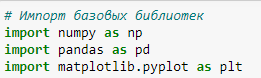 # Импорт базовых библиотек
import numpy as np
import pandas as pd
import matplotlib.pyplot as plt